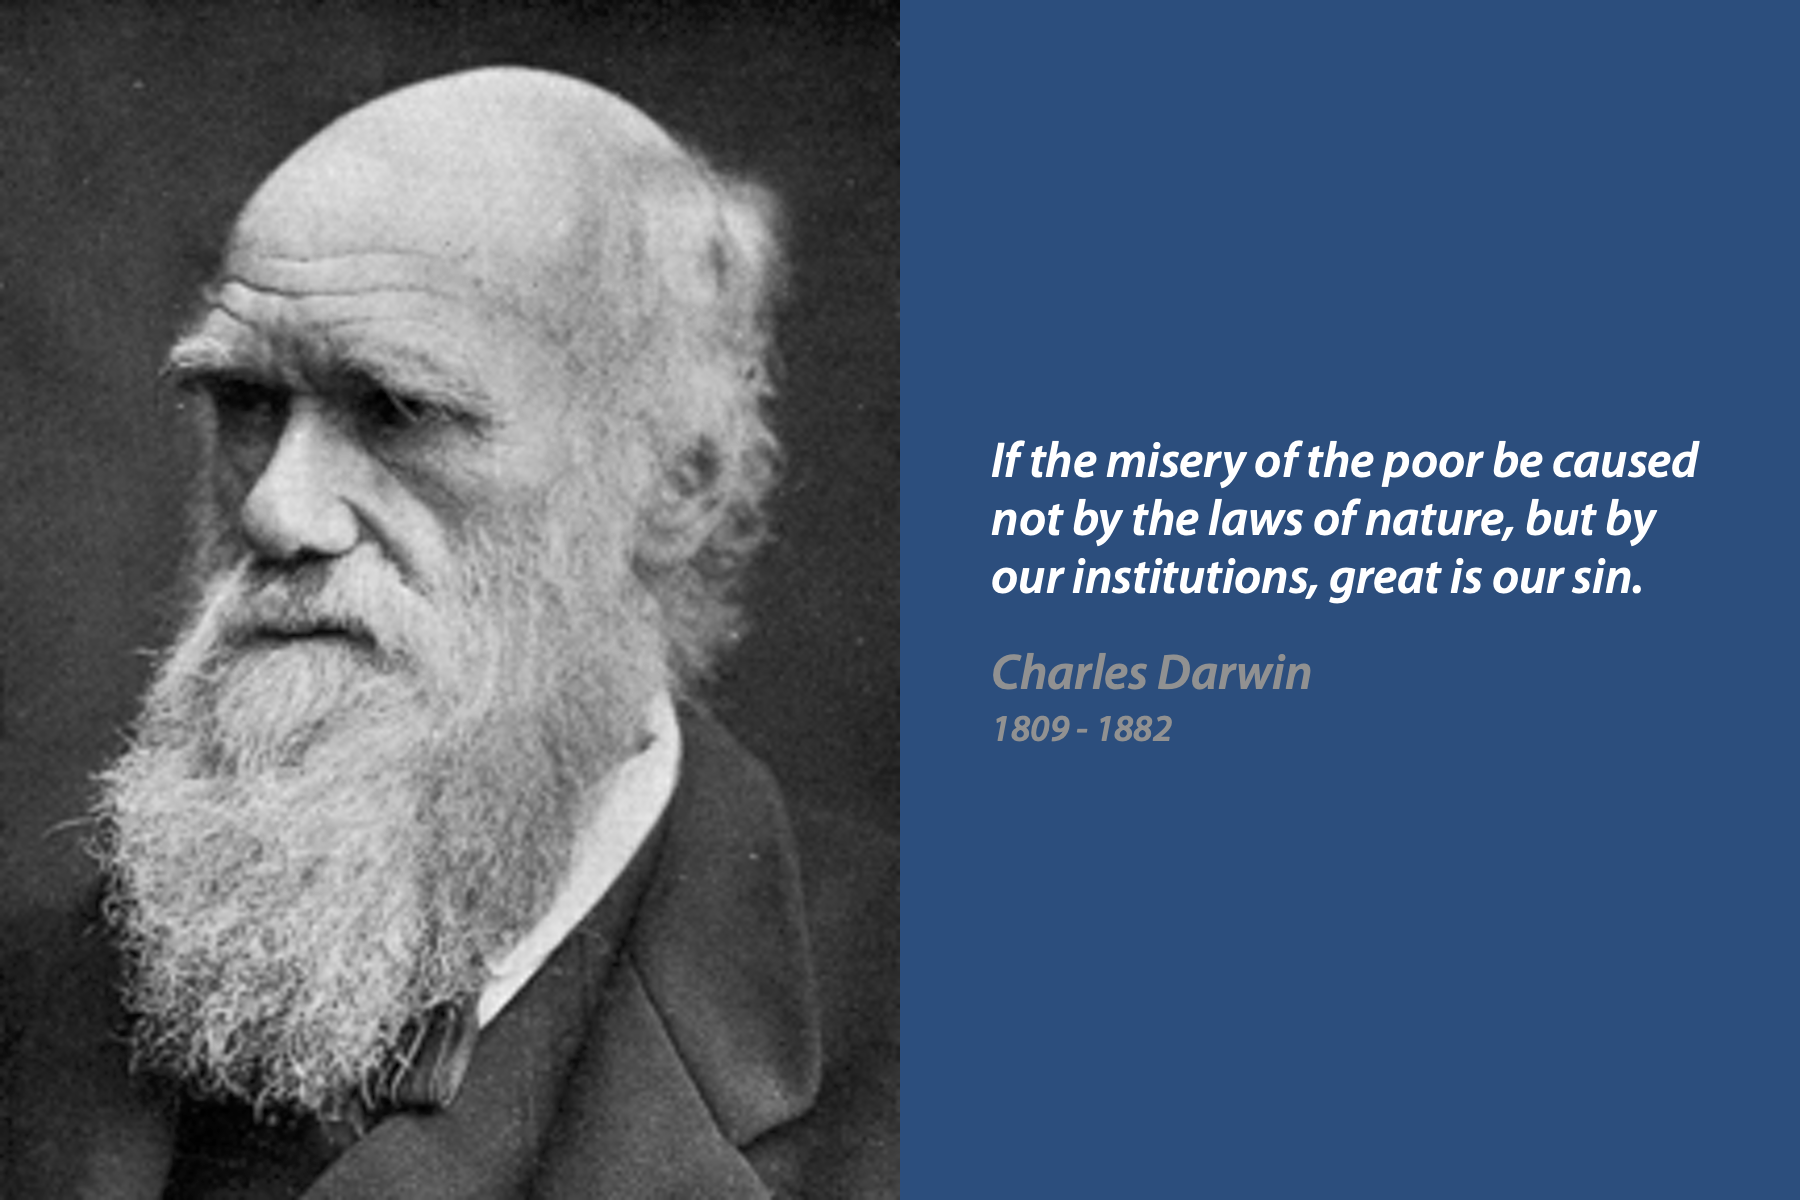 If the misery of the poor be caused
not by the laws of nature, but by
our institutions, great is our sin.
Charles Darwin
1809 - 1882